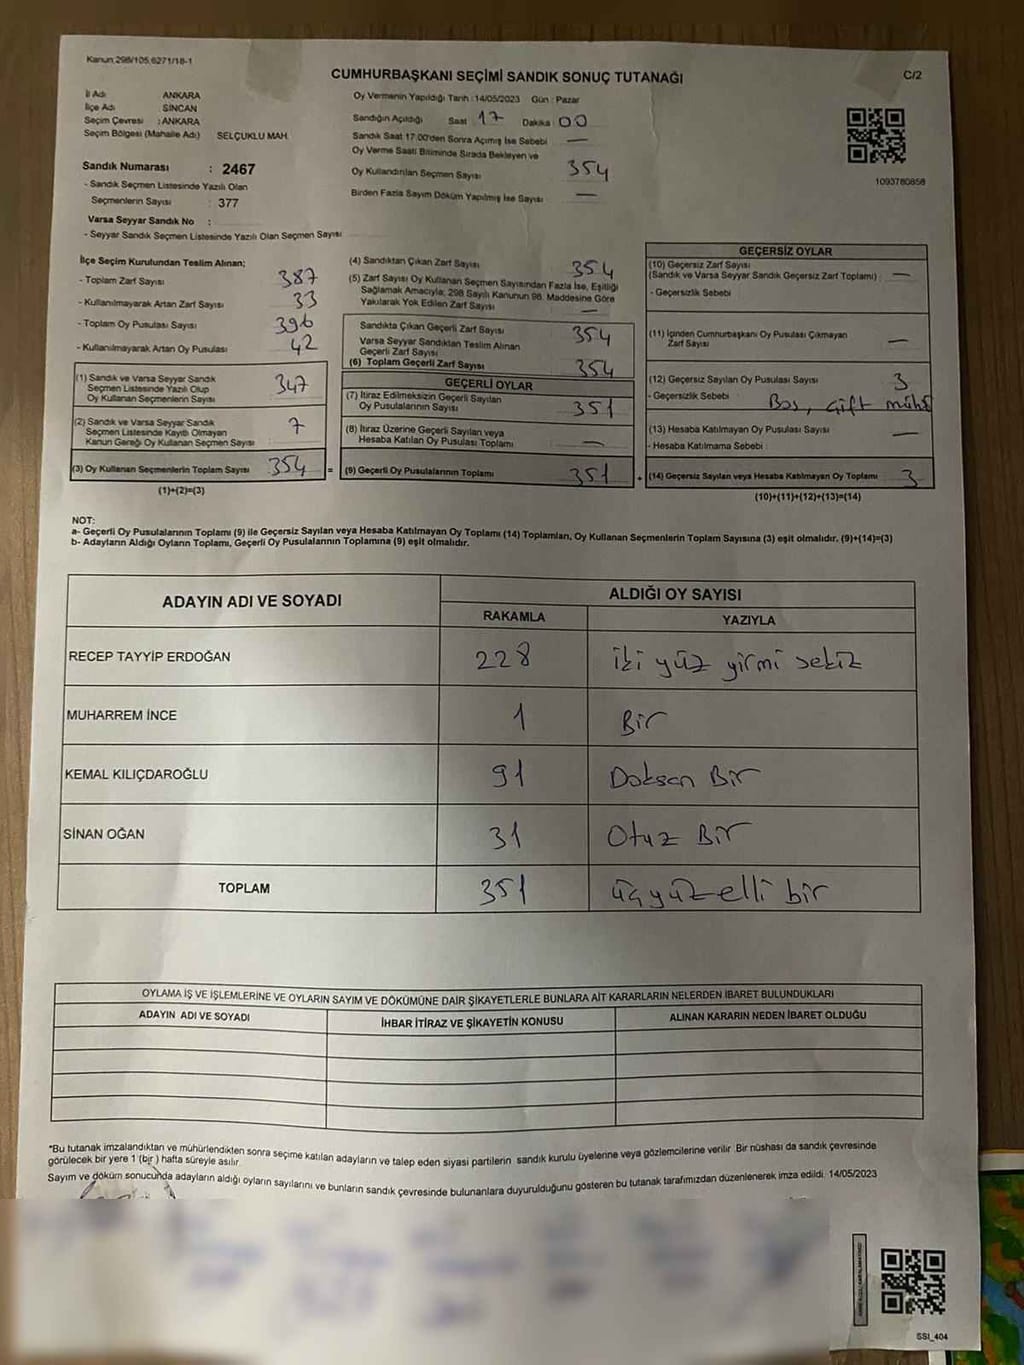 Kanun:298/105,6271/18-1
CUMHURBAŞKANI SEÇİMİ SANDIK SONUÇ TUTANAĞI
C/2
İl Adı ANKARA
İlçe Adı SİNCAN
Seçim Çevresi :ANKARA
Seçim Bölgesi (Mahalle Adı) SELÇUKLU MAH.
Sandık Numarası : 2467
- Sandık Seçmen Listesinde Yazılı Olan
Seçmenlerin Sayısı : 377
Varsa Seyyar Sandık No :
- Seyyar Sandık Seçmen Listesinde Yazılı Olan Seçmen Sayısı
Oy Vermenin Yapıldığı Tarih :14/05/2023 Gün : Pazar
Sandığın Açıldığı Saat 17 Dakika 00
Sandık Saat 17:00'den Sonra Açımış İse Sebebi —
Oy Verme Saati Bitiminde Sırada Bekleyen ve
Oy Kullandırılan Seçmen Sayısı 354
Birden Fazla Sayım Döküm Yapılmış İse Sayısı —
1093780858
İlçe Seçim Kurulundan Teslim Alınan;
- Toplam Zarf Sayısı 387
- Kullanılmayarak Artan Zarf Sayısı 33
- Toplam Oy Pusulası Sayısı 396
- Kullanılmayarak Artan Oy Pusulası 42
(1) Sandık ve Varsa Seyyar Sandık
Seçmen Listesinde Yazılı Olup
Oy Kullanan Seçmenlerin Sayısı 347
(2) Sandık ve Varsa Seyyar Sandık
Seçmen Listesinde Kayıtlı Olmayan
Kanun Gereği Oy Kullanan Seçmen Sayısı 7
(3) Oy Kullanan Seçmenlerin Toplam Sayısı 354 =
(1)+(2)=(3)
(4) Sandıktan Çıkan Zarf Sayısı 354
(5) Zarf Sayısı Oy Kullanan Seçmen Sayısından Fazla İse, Eşitliği
Sağlamak Amacıyla; 298 Sayılı Kanunun 98. Maddesine Göre
Yakılarak Yok Edilen Zarf Sayısı —
Sandıkta Çıkan Geçerli Zarf Sayısı 354
Varsa Seyyar Sandıktan Teslim Alınan
Geçerli Zarf Sayısı
(6) Toplam Geçerli Zarf Sayısı 354
GEÇERLİ OYLAR
(7) İtiraz Edilmeksizin Geçerli Sayılan
Oy Pusulalarının Sayısı 351
(8) İtiraz Üzerine Geçerli Sayılan veya
Hesaba Katılan Oy Pusulası Toplamı —
(9) Geçerli Oy Pusulalarının Toplamı 351 +
GEÇERSİZ OYLAR
(10) Geçersiz Zarf Sayısı
(Sandık ve Varsa Seyyar Sandık Geçersiz Zarf Toplamı) —
- Geçersizlik Sebebi
(11) İçinden Cumhurbaşkanı Oy Pusulası Çıkmayan
Zarf Sayısı —
(12) Geçersiz Sayılan Oy Pusulası Sayısı 3
- Geçersizlik Sebebi Boş, Çift mühü
(13) Hesaba Katılmayan Oy Pusulası Sayısı —
- Hesaba Katılmama Sebebi :
(14) Geçersiz Sayılan veya Hesaba Katılmayan Oy Toplamı 3
(10)+(11)+(12)+(13)=(14)
NOT:
a- Geçerli Oy Pusulalarının Toplamı (9) ile Geçersiz Sayılan veya Hesaba Katılmayan Oy Toplamı (14) Toplamları, Oy Kullanan Seçmenlerin Toplam Sayısına (3) eşit olmalıdır. (9)+(14)=(3)
b- Adayların Aldığı Oyların Toplamı, Geçerli Oy Pusulalarının Toplamına (9) eşit olmalıdır.
ADAYIN ADI VE SOYADI ALDIĞI OY SAYISI
RAKAMLA YAZIYLA
RECEP TAYYİP ERDOĞAN 228 iki yüz yirmi sekiz
MUHARREM İNCE 1 Bir
KEMAL KILIÇDAROĞLU 91 Doksan Bir
SİNAN OĞAN 31 Otuz Bir
TOPLAM 351 üçyüz elli bir
OYLAMA İŞ VE İŞLEMLERİNE VE OYLARIN SAYIM VE DÖKÜMÜNE DAİR ŞİKAYETLERLE BUNLARA AİT KARARLARIN NELERDEN İBARET BULUNDUKLARI
ADAYIN ADI VE SOYADI İHBAR İTİRAZ VE ŞİKAYETİN KONUSU ALINAN KARARIN NEDEN İBARET OLDUĞU
*Bu tutanak imzalandıktan ve mühürlendikten sonra seçime katılan adayların ve talep eden siyasi partilerin sandık kurulu üyelerine veya gözlemcilerine verilir. Bir nüshası da sandık çevresinde
görülecek bir yere 1 (bir ) hafta süreyle asılır.
Sayım ve döküm sonucunda adayların aldığı oyların sayılarını ve bunların sandık çevresinde bulunanlara duyurulduğunu gösteren bu tutanak tarafımızdan düzenlenerek imza edildi. 14/05/2023
SSI_404